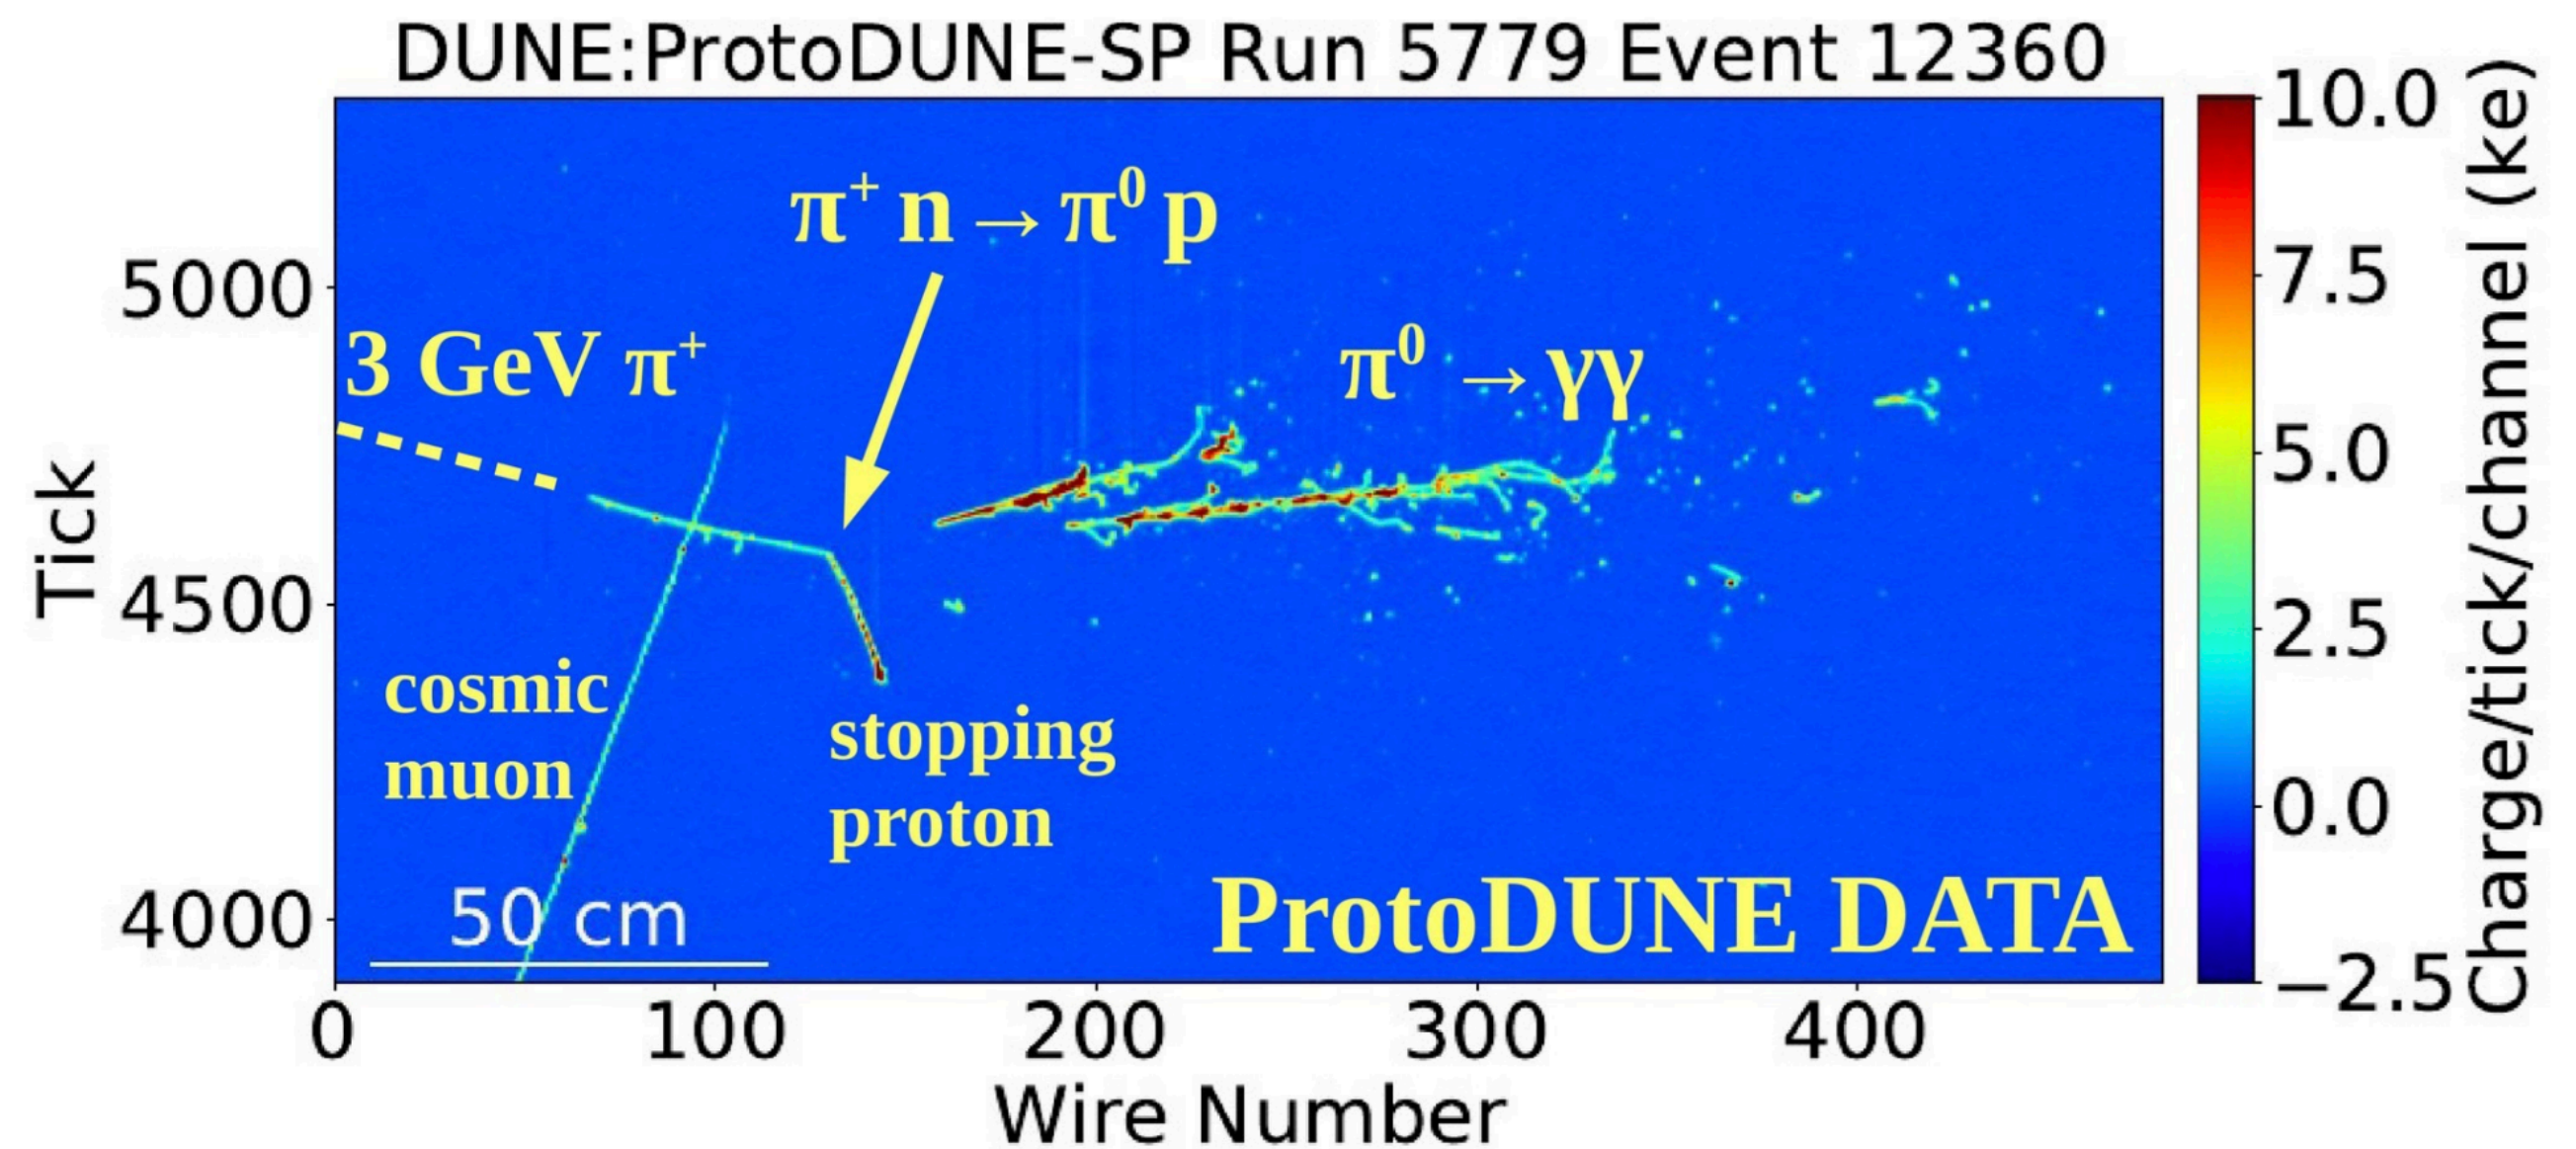 DUNE:ProtoDUNE-SP Run 5779 Event 12360
10.0
7.5
5.0
2.5
0.0
−2.5
Charge/tick/channel (ke)
π⁺ n → π⁰ p
3 GeV π⁺
π⁰ → γγ
cosmic
muon
stopping
proton
50 cm
ProtoDUNE DATA
Tick
5000
4500
4000
0 100 200 300 400
Wire Number